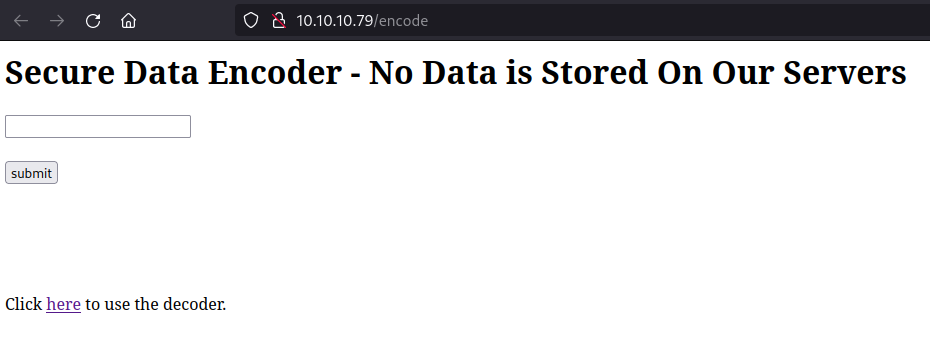 10.10.10.79/encode
Secure Data Encoder - No Data is Stored On Our Servers
submit
Click here to use the decoder.